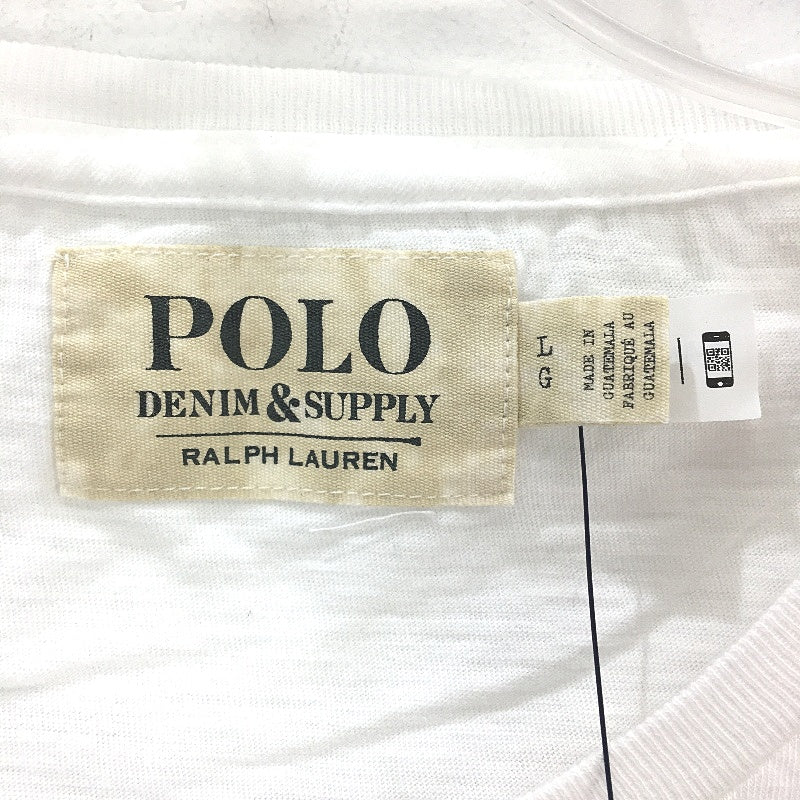 POLO
DENIM & SUPPLY
RALPH LAUREN
L
G
MADE IN
GUATEMALA
FABRIQUÉ AU
GUATEMALA